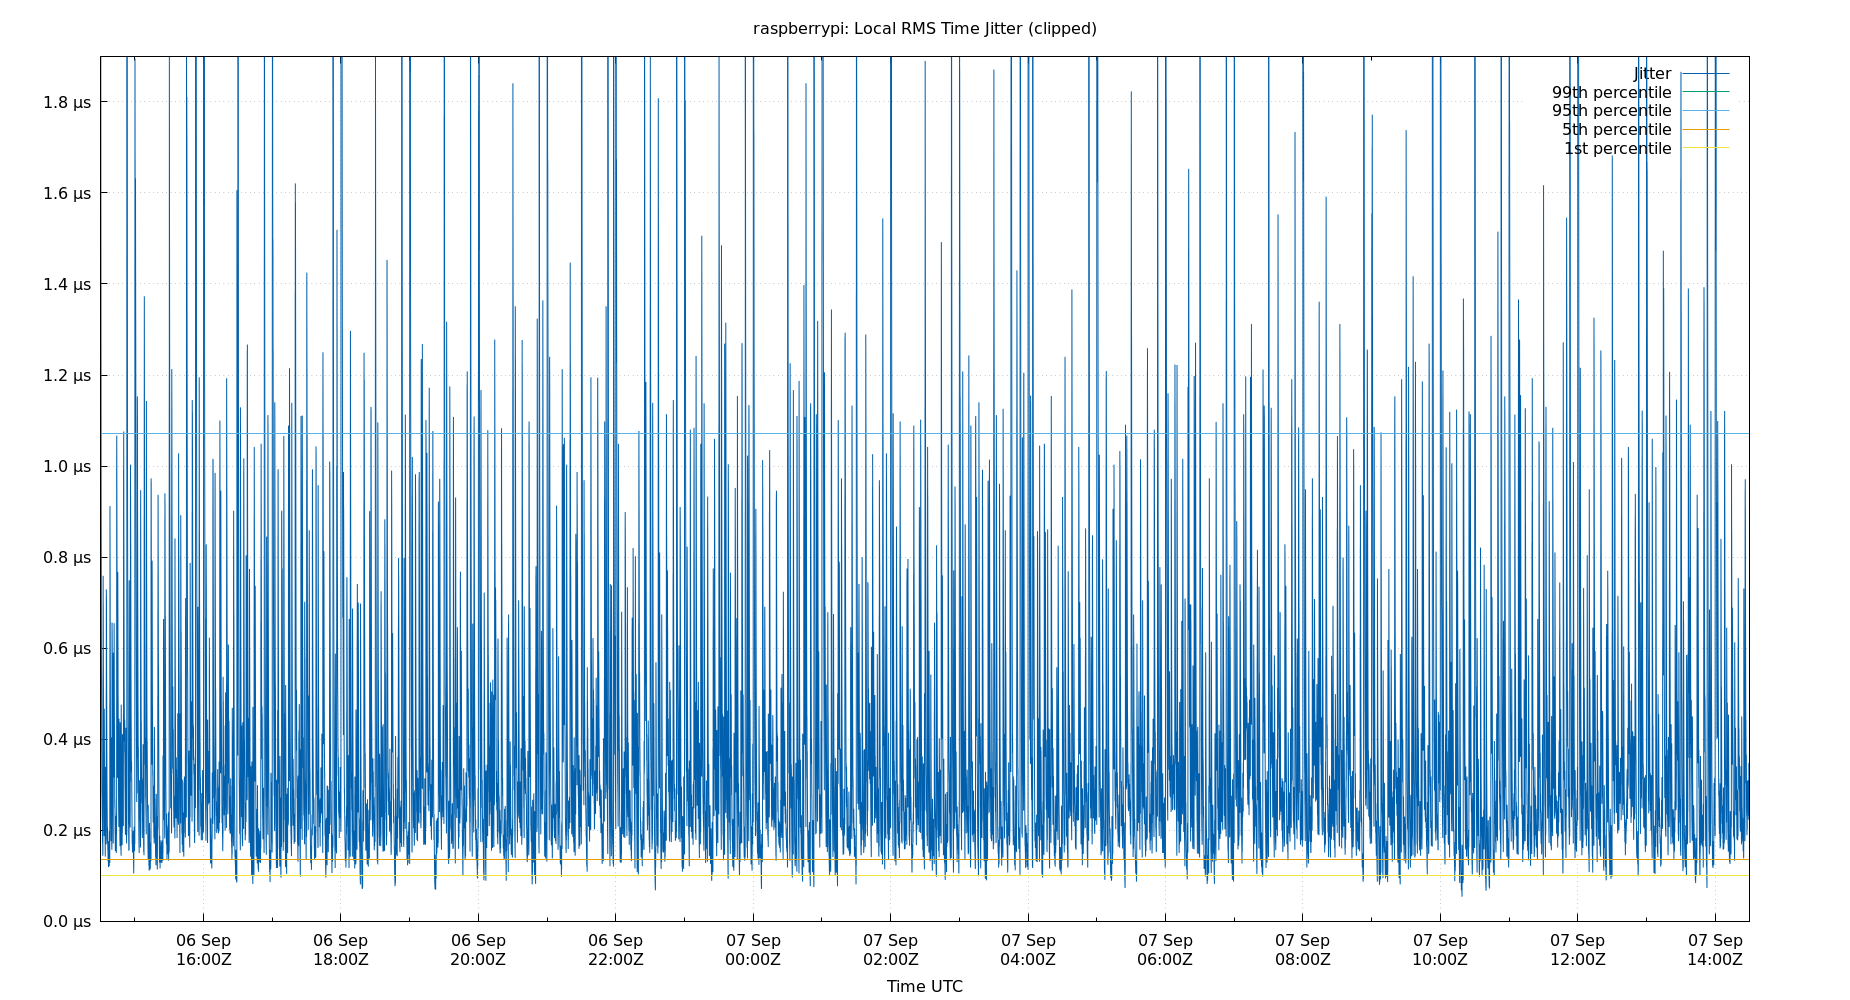 raspberrypi: Local RMS Time Jitter (clipped)
Jitter
99th percentile
95th percentile
5th percentile
1st percentile
1.8 µs
1.6 µs
1.4 µs
1.2 µs
1.0 µs
0.8 µs
0.6 µs
0.4 µs
0.2 µs
0.0 µs
06 Sep 06 Sep 06 Sep 06 Sep 07 Sep 07 Sep 07 Sep 07 Sep 07 Sep 07 Sep 07 Sep 07 Sep
16:00Z 18:00Z 20:00Z 22:00Z 00:00Z 02:00Z 04:00Z 06:00Z 08:00Z 10:00Z 12:00Z 14:00Z
Time UTC